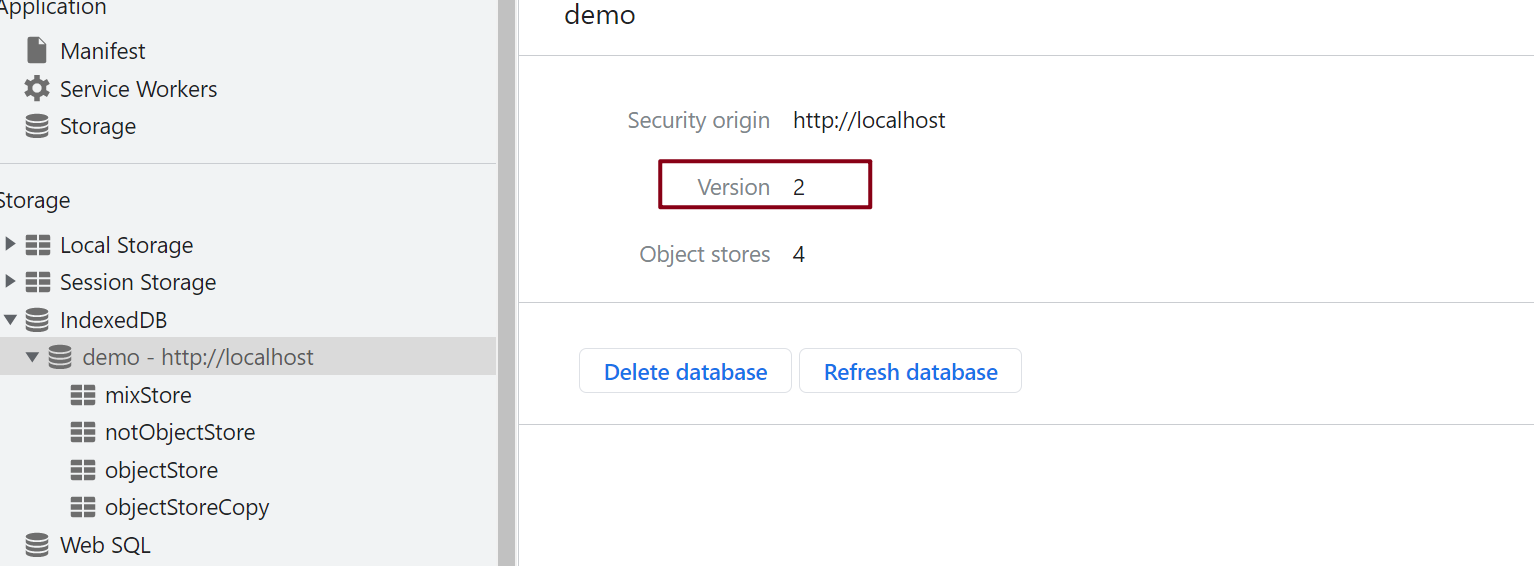 Application
Manifest
Service Workers
Storage
Storage
Local Storage
Session Storage
IndexedDB
demo - http://localhost
mixStore
notObjectStore
objectStore
objectStoreCopy
Web SQL
demo
Security origin http://localhost
Version 2
Object stores 4
Delete database Refresh database